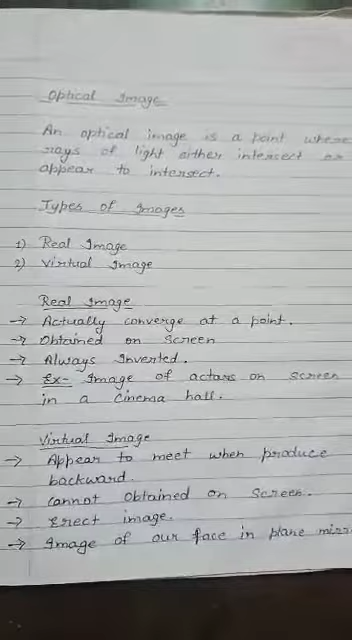 Optical Image
An optical image is a point where
rays of light either intersect or
appear to intersect.
Types of Images
1) Real Image
2) Virtual Image
Real Image
→ Actually converge at a point.
→ Obtained on screen
→ Always Inverted.
→ Ex- Image of actors on screen
in a cinema hall.
Virtual Image
→ Appear to meet when produce
backward.
→ Cannot obtained on screen.
→ Erect image.
→ Image of our face in plane